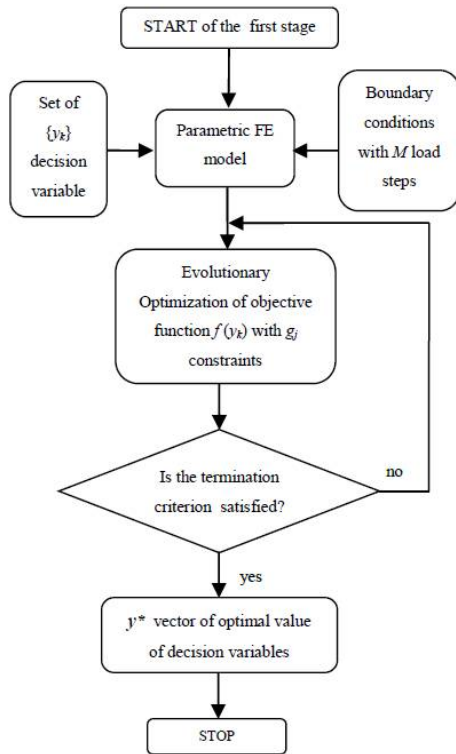 START of the first stage
Set of
{yₖ}
decision
variable
Parametric FE
model
Boundary
conditions
with M load
steps
Evolutionary
Optimization of objective
function f (yₖ) with gⱼ
constraints
Is the termination
criterion satisfied?
no
yes
y* vector of optimal value
of decision variables
STOP